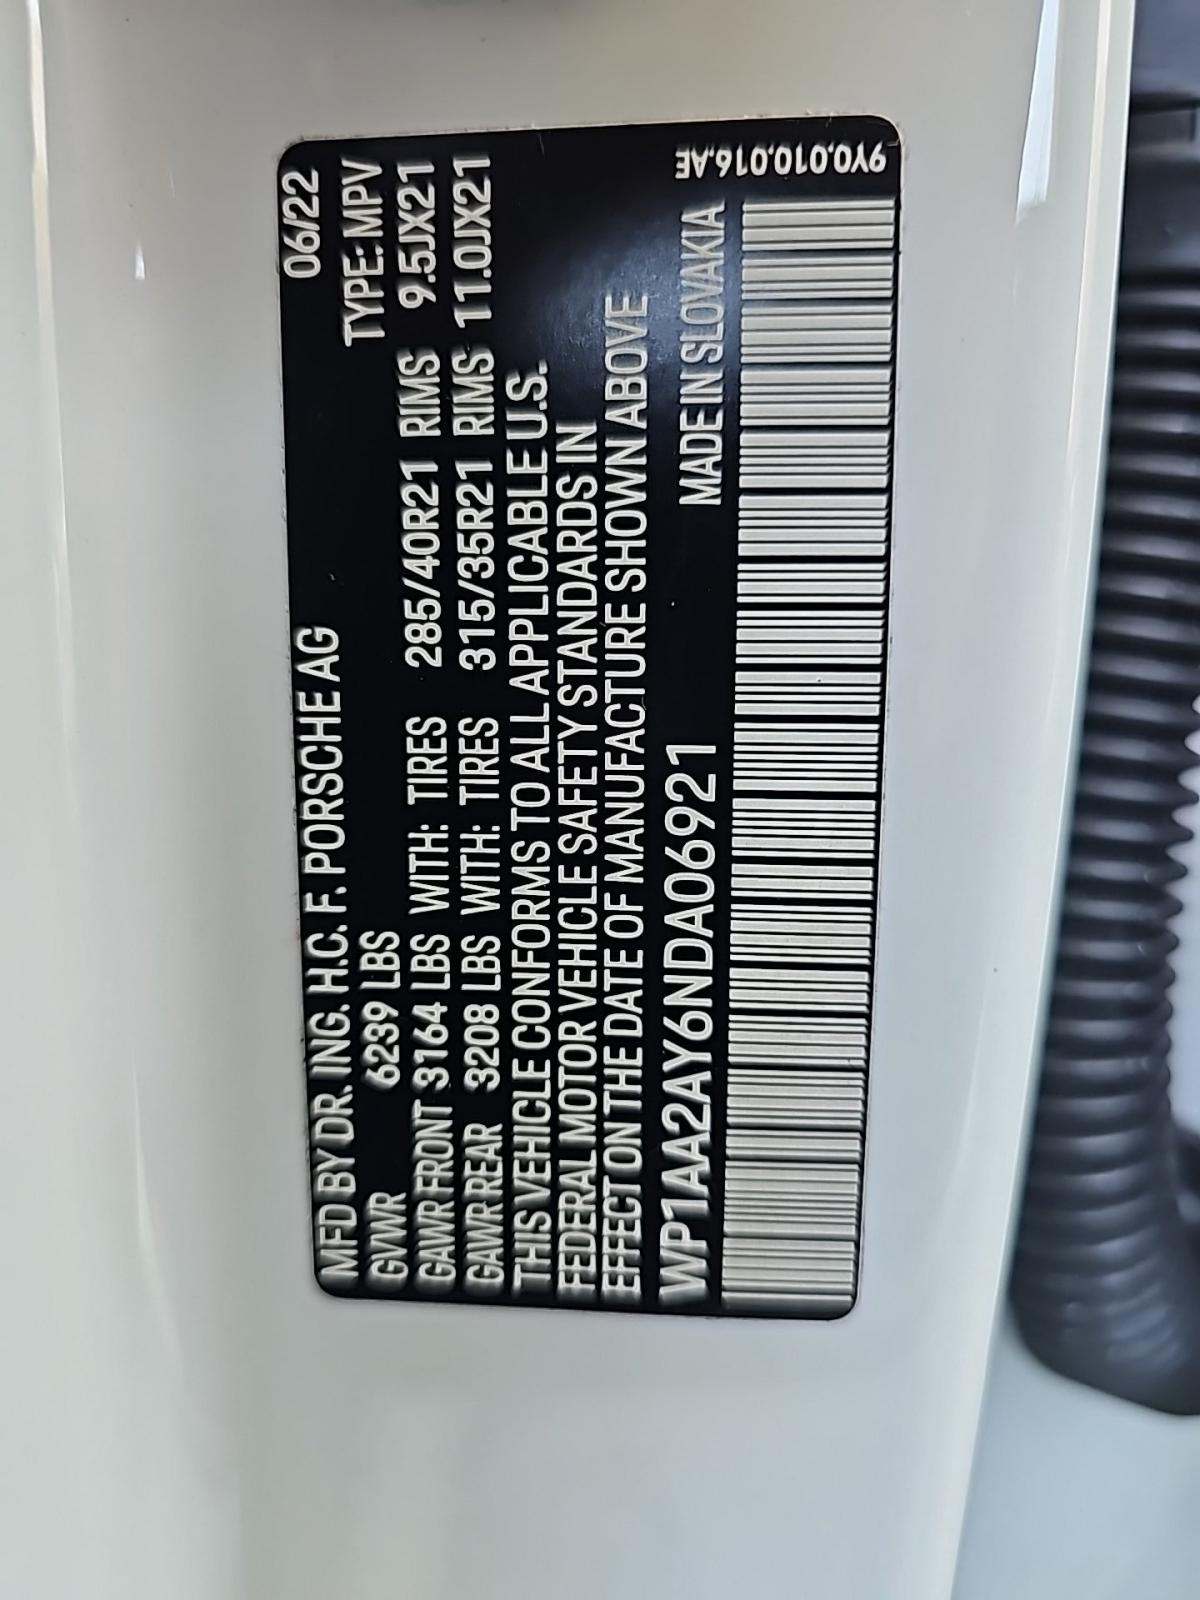 MFD BY DR. ING. H.C. F. PORSCHE AG 06/22
GVWR 6239 LBS TYPE: MPV
GAWR FRONT 3164 LBS WITH: TIRES 285/40R21 RIMS 9.5JX21
GAWR REAR 3208 LBS WITH: TIRES 315/35R21 RIMS 11.0JX21
THIS VEHICLE CONFORMS TO ALL APPLICABLE U.S.
FEDERAL MOTOR VEHICLE SAFETY STANDARDS IN
EFFECT ON THE DATE OF MANUFACTURE SHOWN ABOVE
WP1AA2AY6NDA06921 MADE IN SLOVAKIA
9Y0.010.016.AE